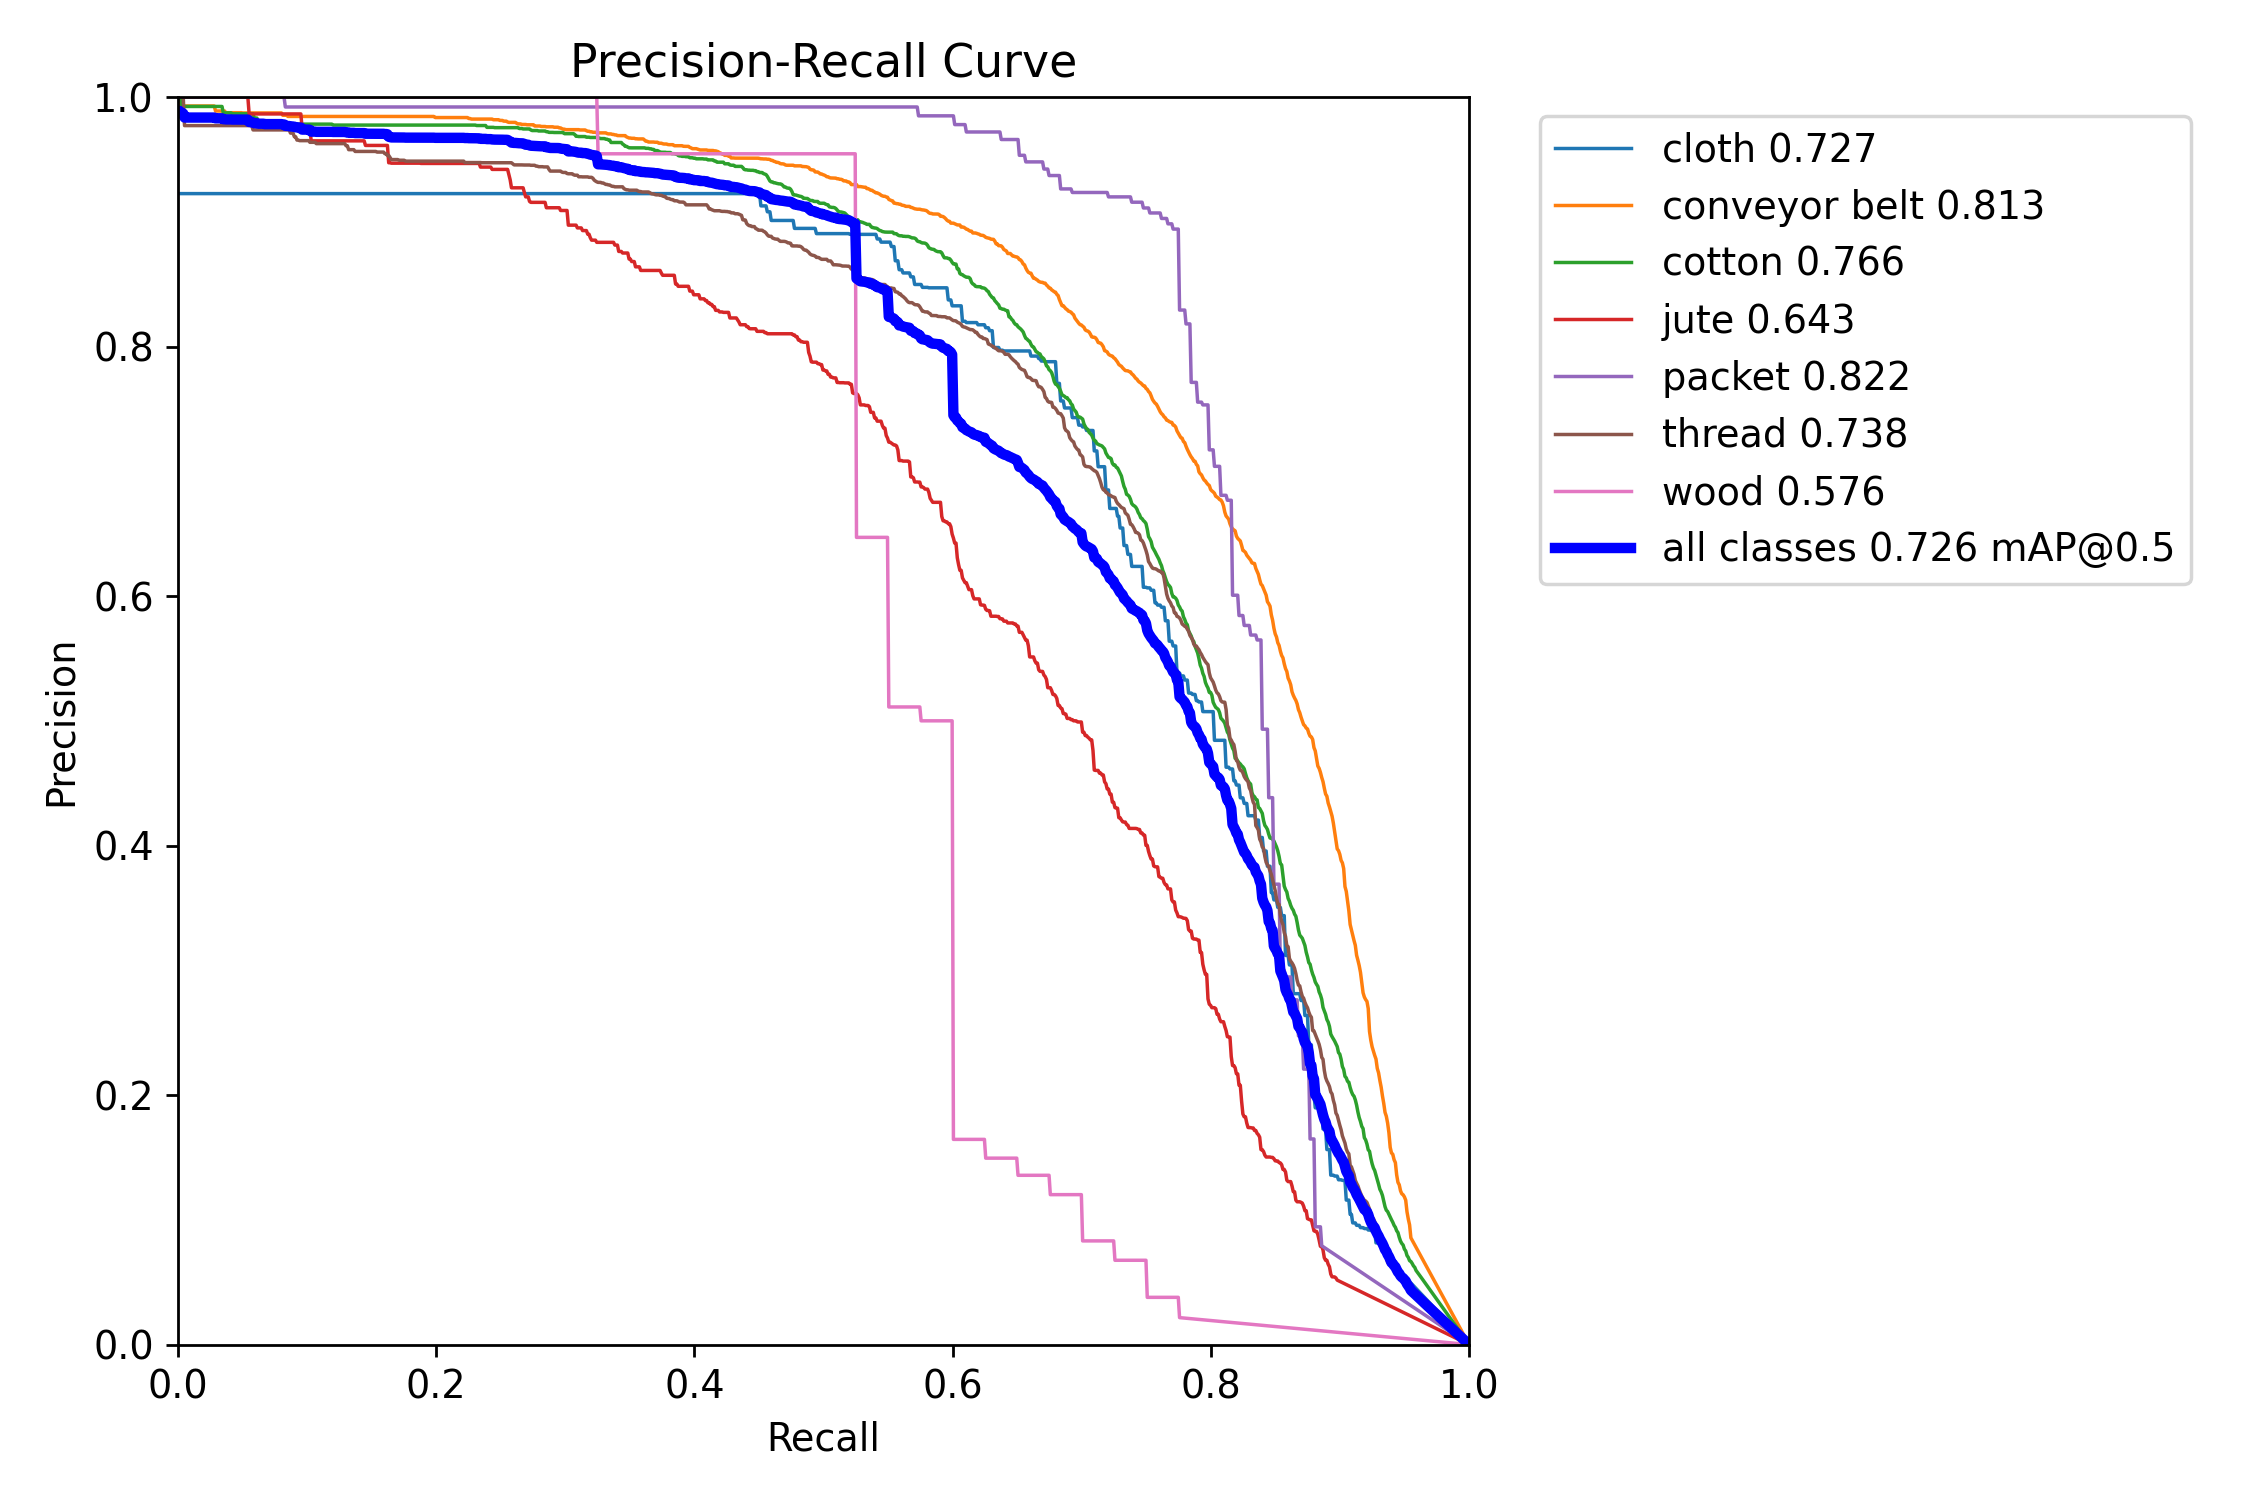 Precision-Recall Curve
1.0
0.8
0.6
0.4
0.2
0.0
Precision
0.0 0.2 0.4 0.6 0.8 1.0
Recall
cloth 0.727
conveyor belt 0.813
cotton 0.766
jute 0.643
packet 0.822
thread 0.738
wood 0.576
all classes 0.726 mAP@0.5